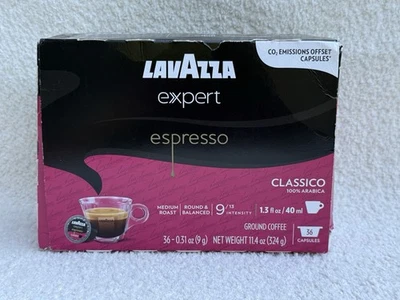 CO₂ EMISSIONS OFFSET
CAPSULES*
LAVAZZA
expert
espresso
CLASSICO
100% ARABICA
MEDIUM
ROAST
ROUND &
BALANCED
9/13
INTENSITY
1.3 fl oz / 40 ml
GROUND COFFEE
36 - 0.31 oz (9 g) NET WEIGHT 11.4 oz (324 g)
36
CAPSULES